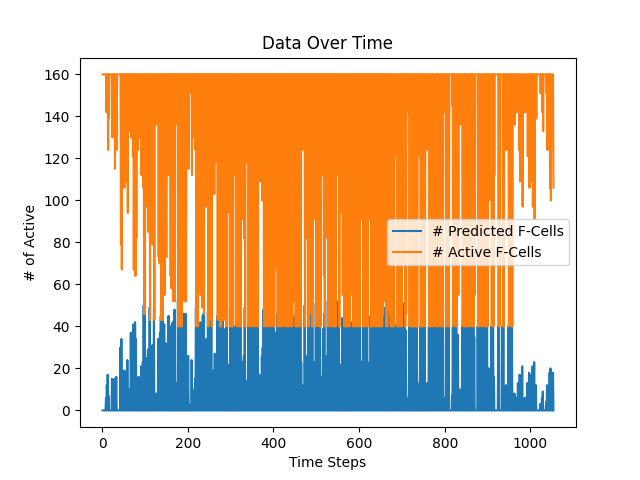 Data Over Time
160
140
120
100
80
60
40
20
0
# of Active
# Predicted F-Cells
# Active F-Cells
0 200 400 600 800 1000
Time Steps